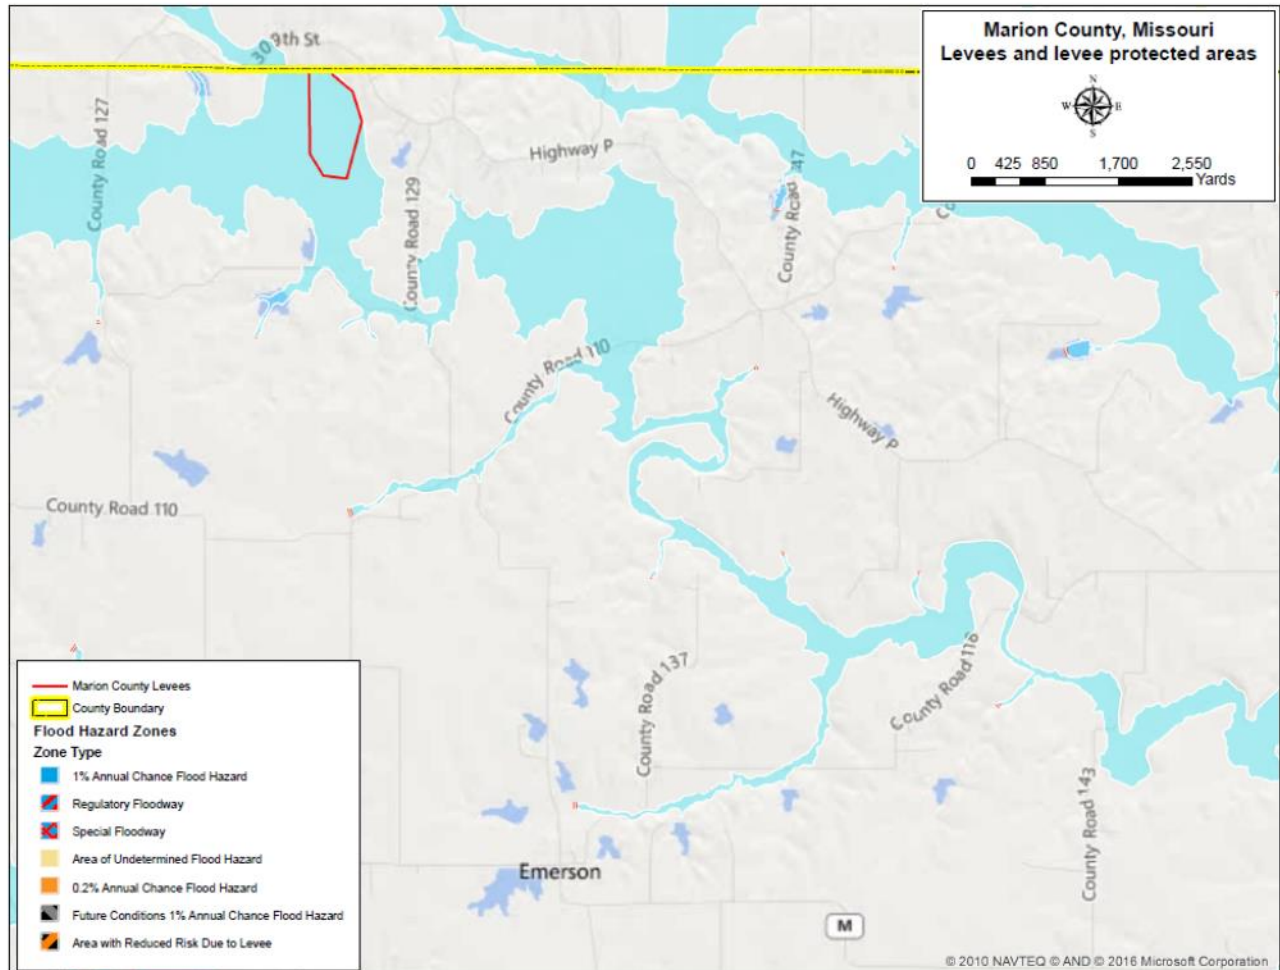 Marion County, Missouri
Levees and levee protected areas
N
W E
S
0 425 850 1,700 2,550
Yards
309th St
County Road 127
Highway P
County Road 129
County Road 147
Co
County Road 110
Highway P
County Road 110
County Road 116
County Road 137
County Road 143
Emerson
M
Marion County Levees
County Boundary
Flood Hazard Zones
Zone Type
1% Annual Chance Flood Hazard
Regulatory Floodway
Special Floodway
Area of Undetermined Flood Hazard
0.2% Annual Chance Flood Hazard
Future Conditions 1% Annual Chance Flood Hazard
Area with Reduced Risk Due to Levee
© 2010 NAVTEQ © AND © 2016 Microsoft Corporation